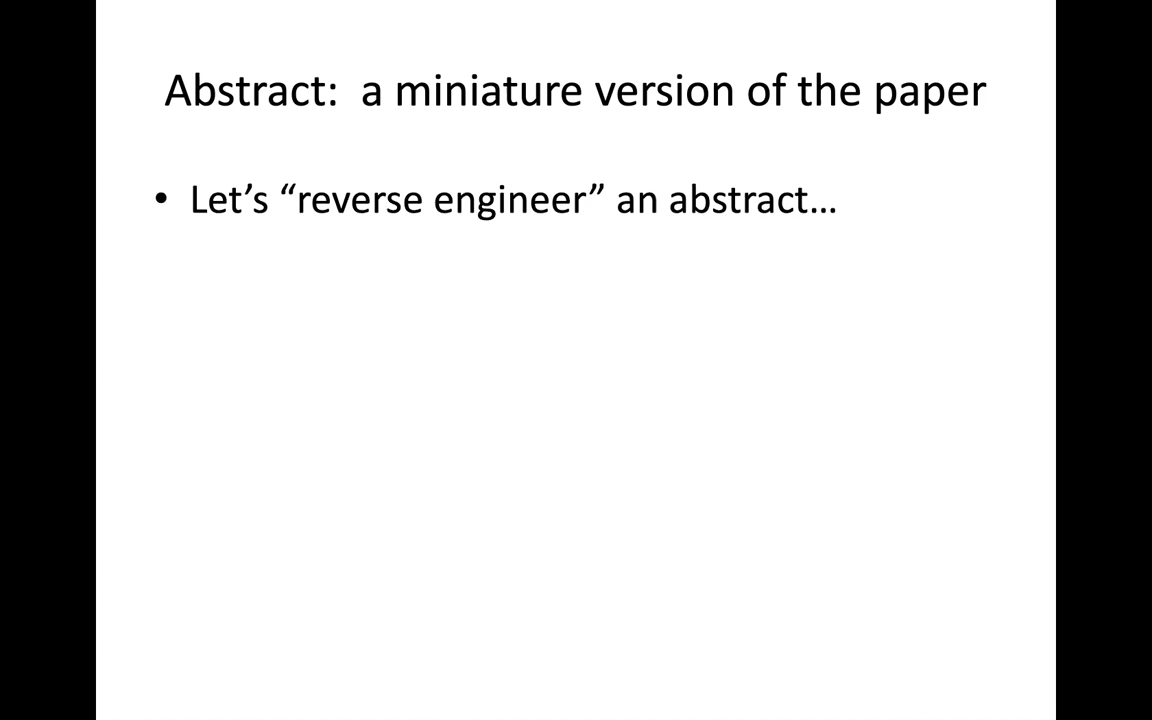 Abstract:  a miniature version of the paper
• Let’s “reverse engineer” an abstract…